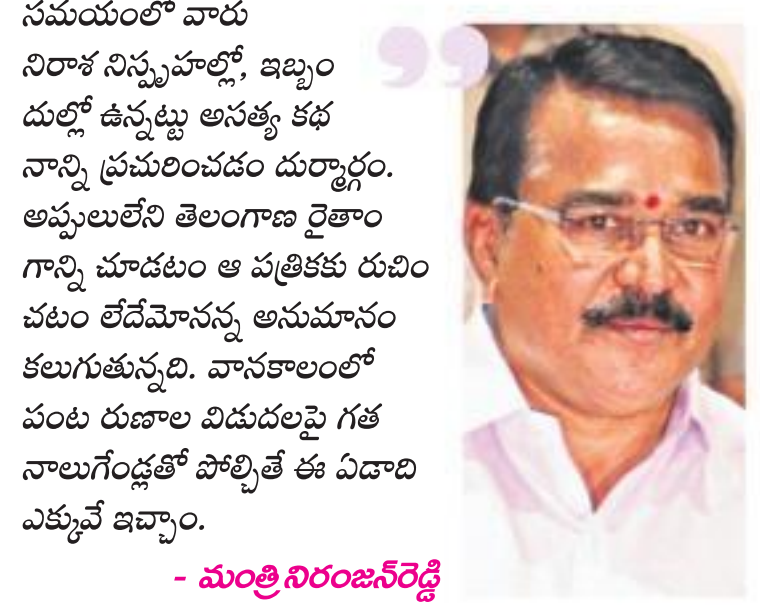 సమయంలో వారు
నిరాశ నిస్పృహల్లో, ఇబ్బం
దుల్లో ఉన్నట్టు అసత్య కథ
నాన్ని ప్రచురించడం దుర్మార్గం.
అప్పులులేని తెలంగాణ రైతాం
గాన్ని చూడటం ఆ పత్రికకు రుచిం
చటం లేదేమోనన్న అనుమానం
కలుగుతున్నది. వానకాలంలో
పంట రుణాల విడుదలపై గత
నాలుగేండ్లతో పోల్చితే ఈ ఏడాది
ఎక్కువే ఇచ్చాం.
- మంత్రి నిరంజన్‌రెడ్డి